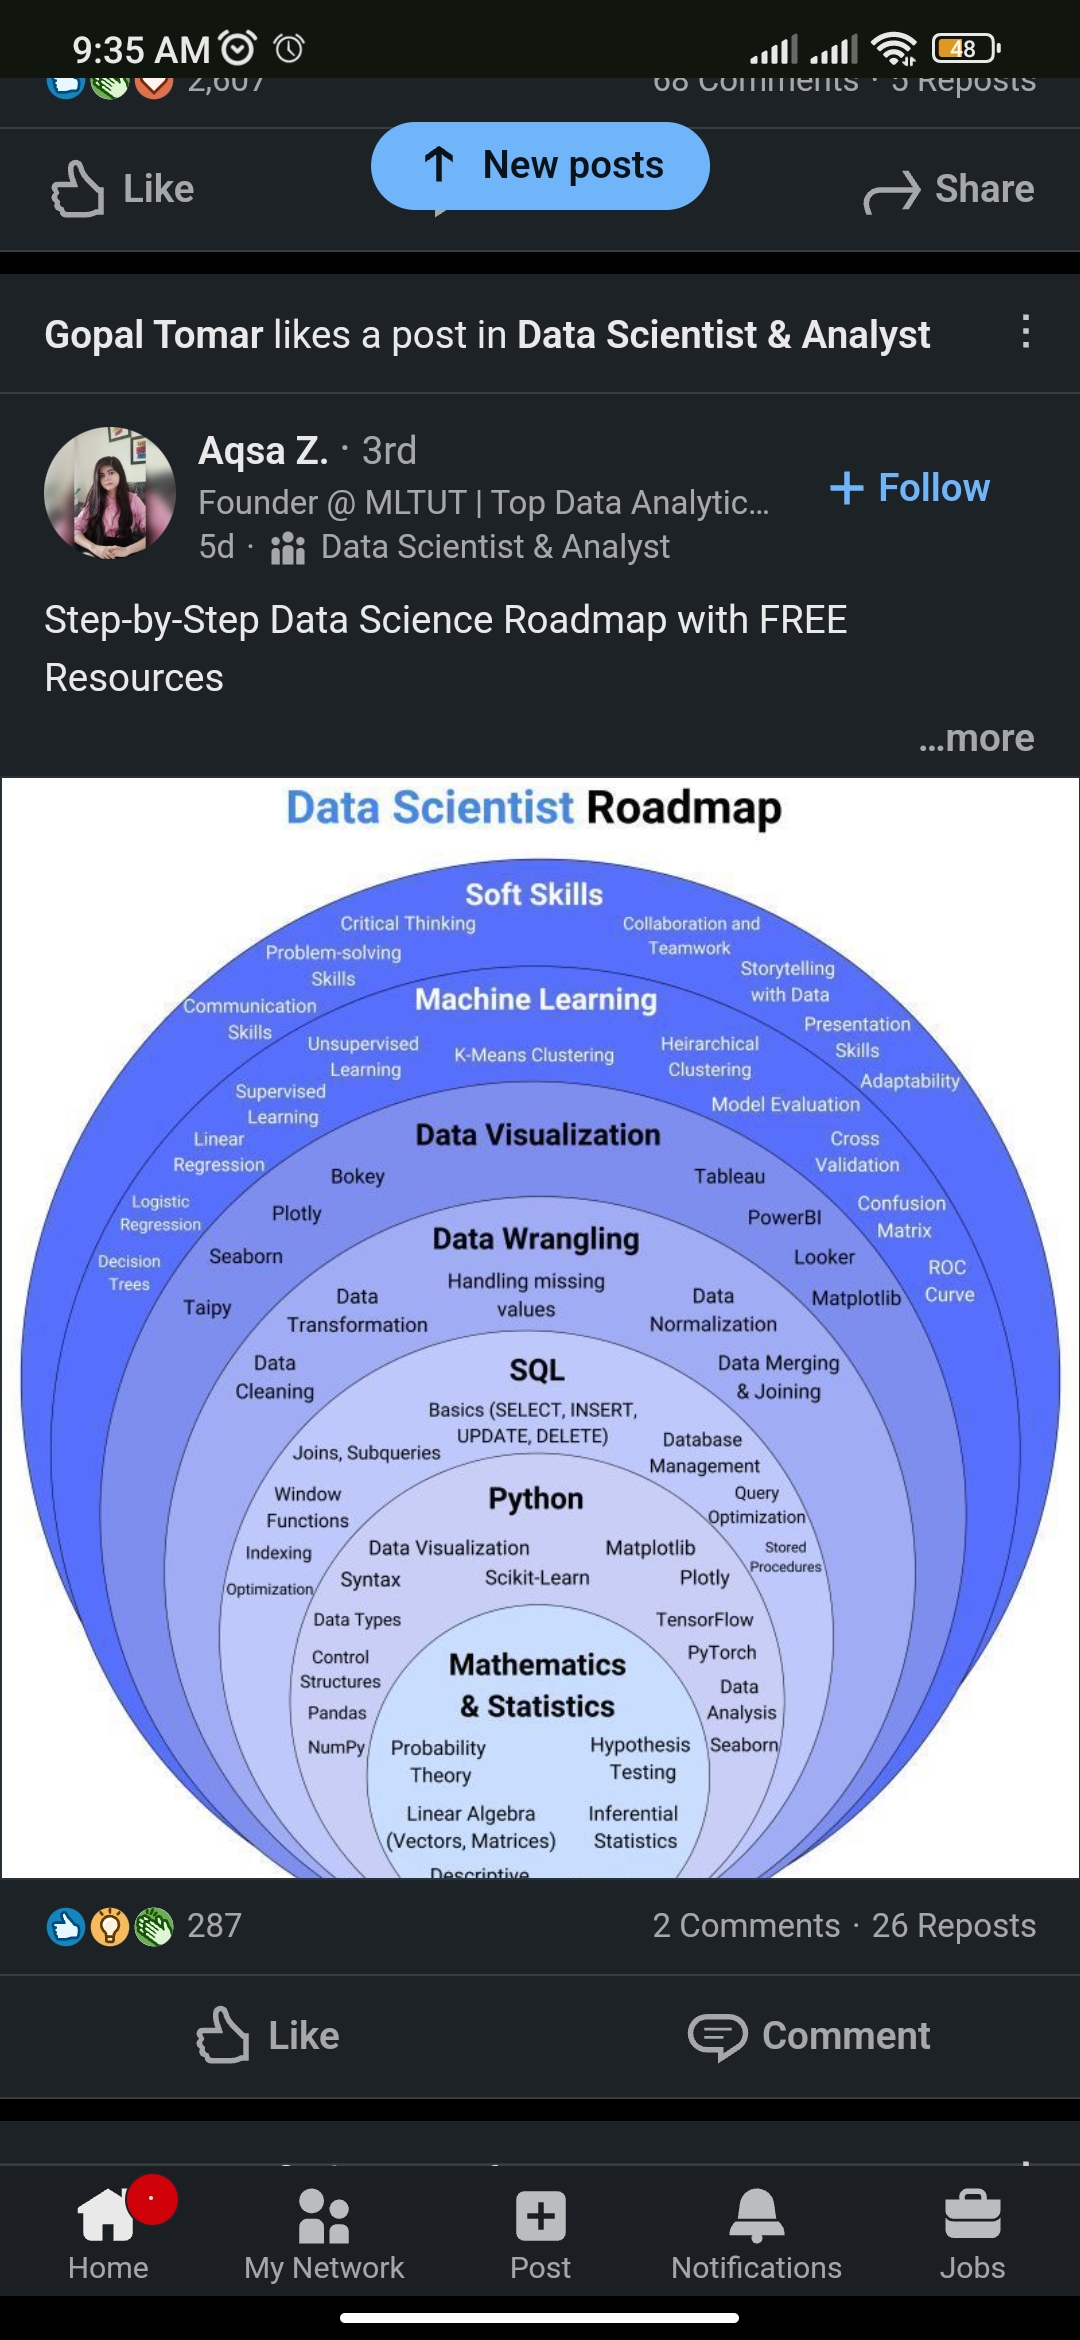 9:35 AM
48
2,607
68 Comments · 5 Reposts
Like
↑ New posts
Share
Gopal Tomar likes a post in Data Scientist & Analyst
Aqsa Z. · 3rd
Founder @ MLTUT | Top Data Analytic...
5d · Data Scientist & Analyst
+ Follow
Step-by-Step Data Science Roadmap with FREE
Resources
...more
Data Scientist Roadmap
Soft Skills
Critical Thinking
Collaboration and
Teamwork
Problem-solving
Skills
Storytelling
with Data
Communication
Skills
Presentation
Skills
Adaptability
Machine Learning
Unsupervised
Learning
K-Means Clustering
Heirarchical
Clustering
Supervised
Learning
Model Evaluation
Linear
Regression
Cross
Validation
Logistic
Regression
Confusion
Matrix
Decision
Trees
ROC
Curve
Data Visualization
Bokey
Tableau
Plotly
PowerBI
Seaborn
Looker
Taipy
Matplotlib
Data Wrangling
Handling missing
values
Data
Transformation
Data
Normalization
Data
Cleaning
Data Merging
& Joining
SQL
Basics (SELECT, INSERT,
UPDATE, DELETE)
Joins, Subqueries
Database
Management
Window
Functions
Query
Optimization
Indexing
Stored
Procedures
Optimization
Python
Data Visualization
Matplotlib
Syntax
Scikit-Learn
Plotly
Data Types
TensorFlow
Control
Structures
PyTorch
Pandas
Data
Analysis
NumPy
Seaborn
Mathematics
& Statistics
Probability
Theory
Hypothesis
Testing
Linear Algebra
(Vectors, Matrices)
Inferential
Statistics
Descriptive
287
2 Comments · 26 Reposts
Like
Comment
Home
My Network
Post
Notifications
Jobs